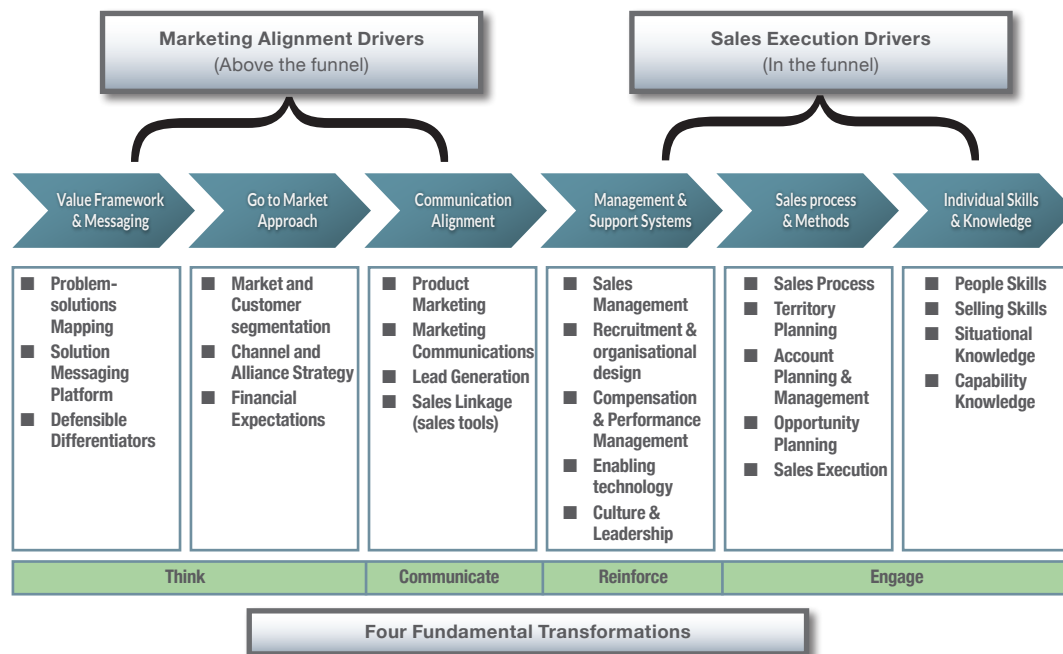 Marketing Alignment Drivers
(Above the funnel)
Sales Execution Drivers
(In the funnel)
Value Framework
& Messaging
Go to Market
Approach
Communication
Alignment
Management &
Support Systems
Sales process
& Methods
Individual Skills
& Knowledge
■ Problem-
solutions
Mapping
■ Solution
Messaging
Platform
■ Defensible
Differentiators
■ Market and
Customer
segmentation
■ Channel and
Alliance Strategy
■ Financial
Expectations
■ Product
Marketing
■ Marketing
Communications
■ Lead Generation
■ Sales Linkage
(sales tools)
■ Sales
Management
■ Recruitment &
organisational
design
■ Compensation
& Performance
Management
■ Enabling
technology
■ Culture &
Leadership
■ Sales Process
■ Territory
Planning
■ Account
Planning &
Management
■ Opportunity
Planning
■ Sales Execution
■ People Skills
■ Selling Skills
■ Situational
Knowledge
■ Capability
Knowledge
Think
Communicate
Reinforce
Engage
Four Fundamental Transformations